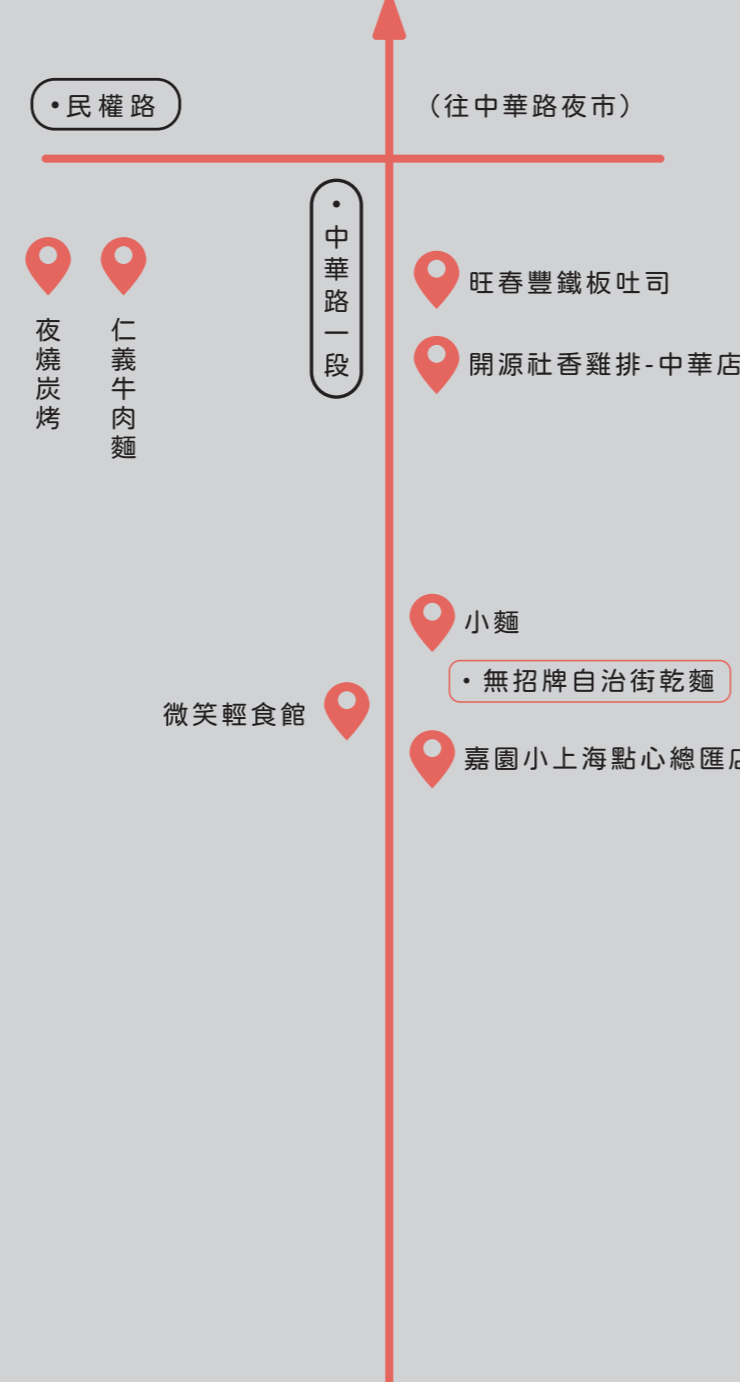 •民權路
（往中華路夜市）
•中華路一段
夜燒炭烤
仁義牛肉麵
旺春豐鐵板吐司
開源社香雞排-中華店
小麵
•無招牌自治街乾麵
微笑輕食館
嘉園小上海點心總匯店